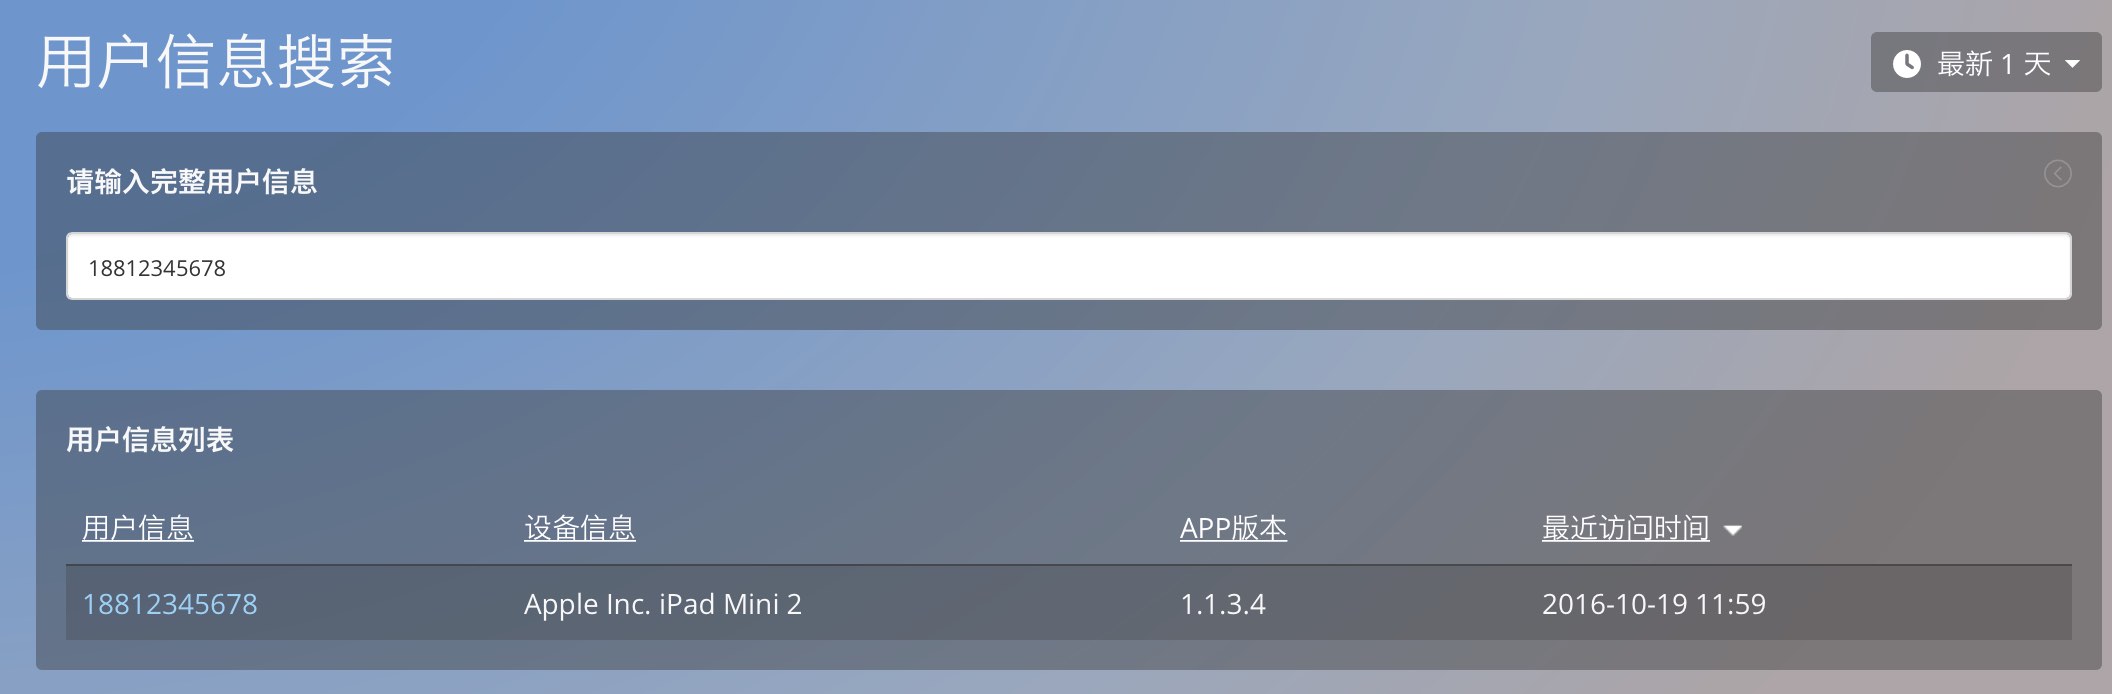 用户信息搜索
最新 1 天
请输入完整用户信息
18812345678
用户信息列表
用户信息 设备信息 APP版本 最近访问时间
18812345678 Apple Inc. iPad Mini 2 1.1.3.4 2016-10-19 11:59